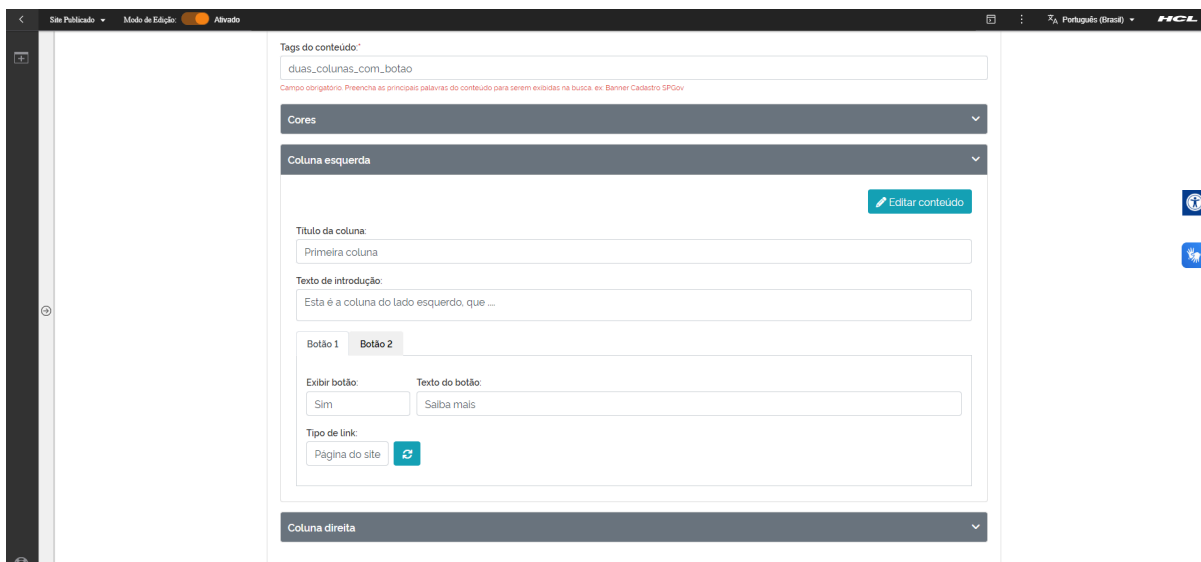 Site Publicado Modo de Edição: Ativado Português (Brasil) HCL
Tags do conteúdo:*
duas_colunas_com_botao
Campo obrigatório. Preencha as principais palavras do conteúdo para serem exibidas na busca. ex: Banner Cadastro SPGov
Cores
Coluna esquerda
Editar conteúdo
Título da coluna:
Primeira coluna
Texto de introdução:
Esta é a coluna do lado esquerdo, que ....
Botão 1 Botão 2
Exibir botão: Texto do botão:
Sim Saiba mais
Tipo de link:
Página do site
Coluna direita